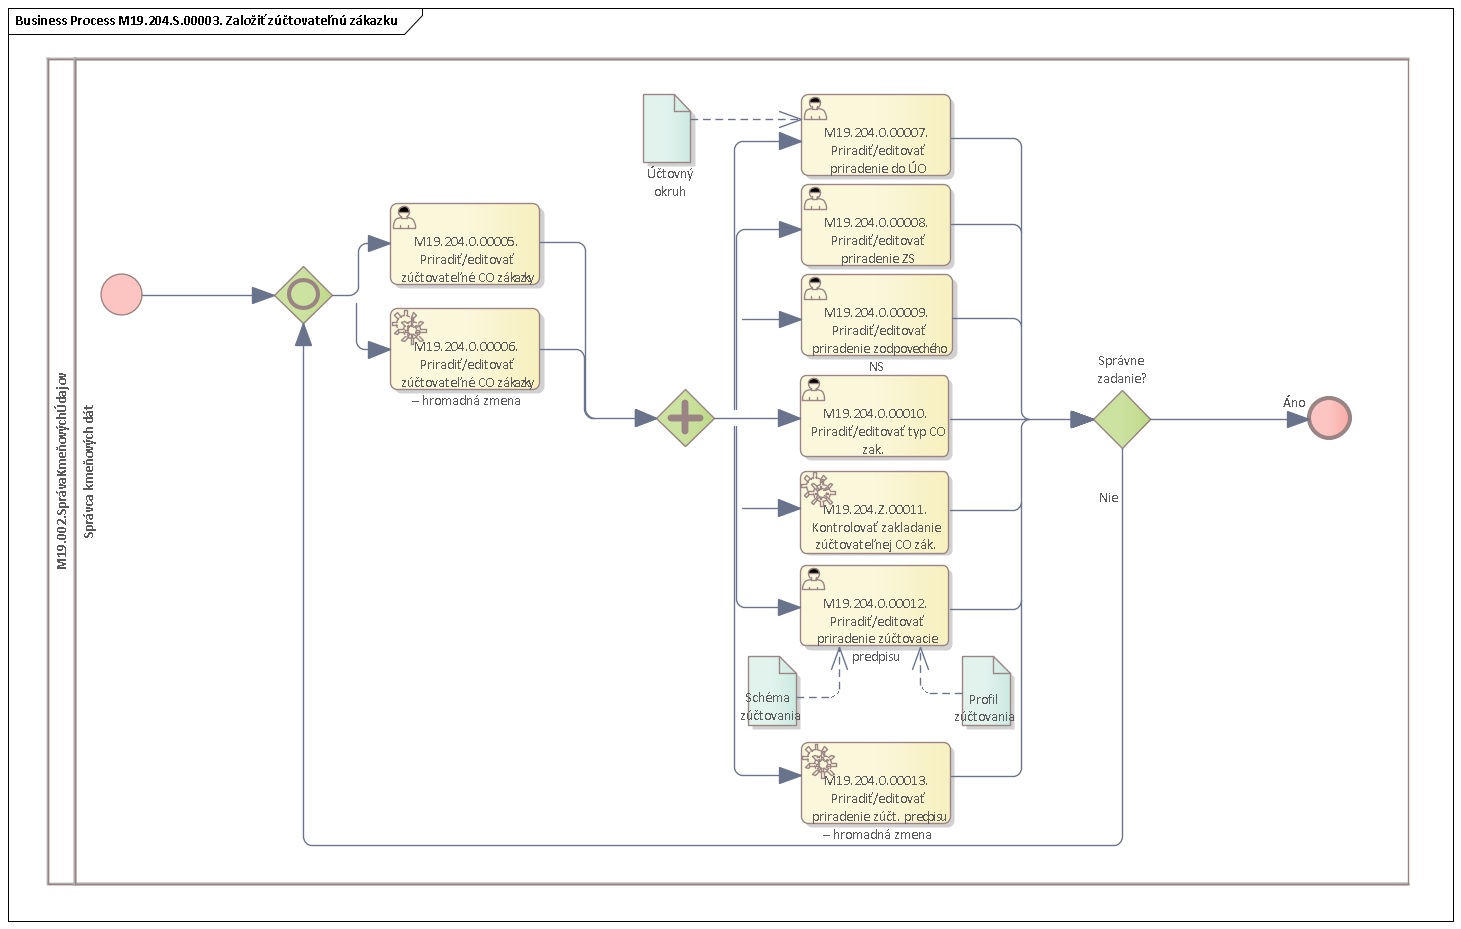 Business Process M19.204.S.00003. Založiť zúčtovateľnú zákazku
M19.002.SprávaKmeňovýchÚdajov
Správca kmeňových dát
M19.204.O.00005.
Priradiť/editovať
zúčtovateľné CO zákazky
M19.204.O.00006.
Priradiť/editovať
zúčtovateľné CO zákazky
– hromadná zmena
Účtovný
okruh
M19.204.O.00007.
Priradiť/editovať
priradenie do ÚO
M19.204.O.00008.
Priradiť/editovať
priradenie ZS
M19.204.O.00009.
Priradiť/editovať
priradenie zodpovedného
NS
M19.204.O.00010.
Priradiť/editovať typ CO
zak.
M19.204.Z.00011.
Kontrolovať zakladanie
zúčtovateľnej CO zák.
M19.204.O.00012.
Priradiť/editovať
priradenie zúčtovacie
predpisu
Schéma
zúčtovania
Profil
zúčtovania
M19.204.O.00013.
Priradiť/editovať
priradenie zúčt. predpisu
– hromadná zmena
Správne
zadanie?
Áno
Nie